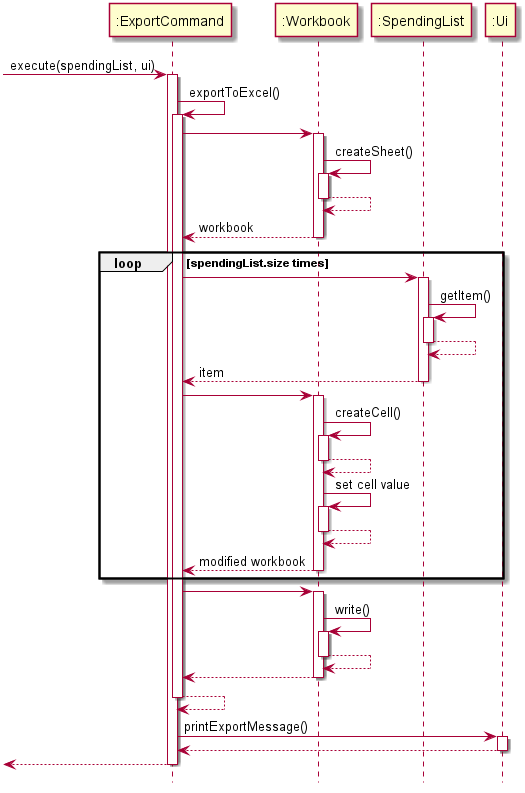 :ExportCommand :Workbook :SpendingList :Ui
execute(spendingList, ui)
exportToExcel()
createSheet()
workbook
loop [spendingList.size times]
getItem()
item
createCell()
set cell value
modified workbook
write()
printExportMessage()